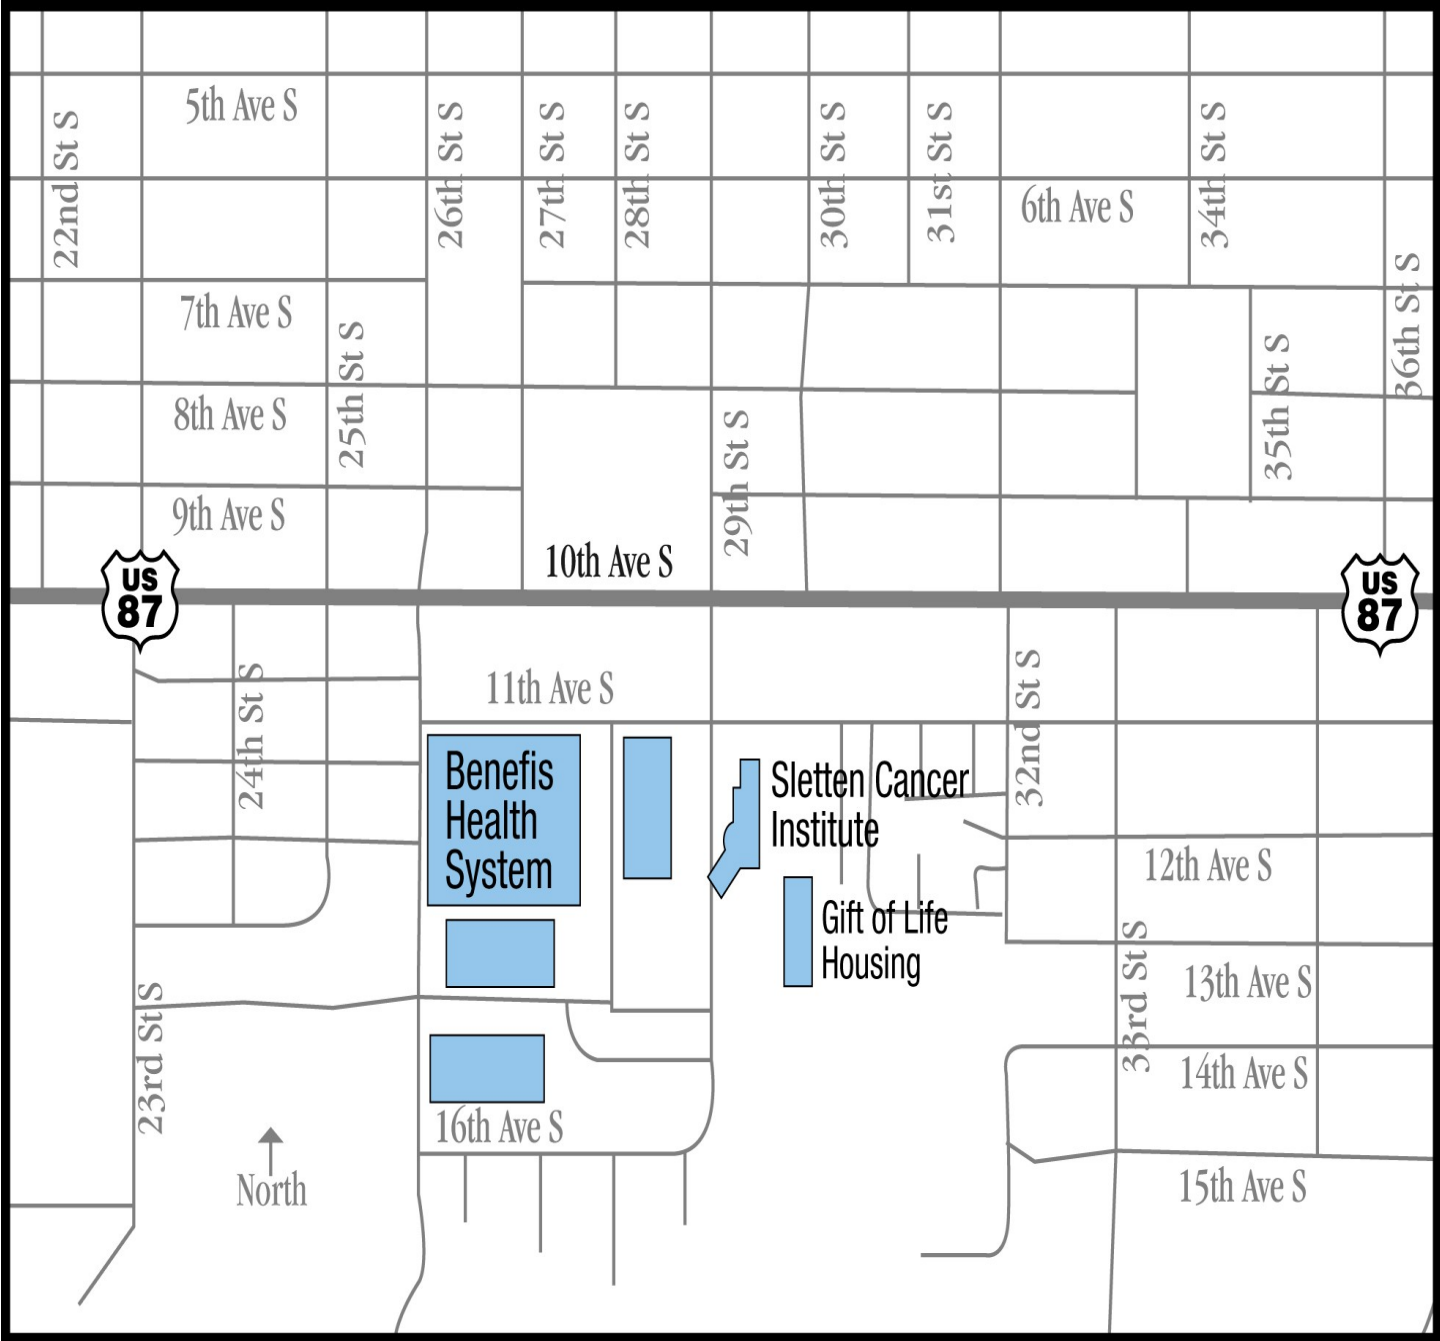 5th Ave S
22nd St S
26th St S
27th St S
28th St S
30th St S
31st St S
34th St S
6th Ave S
7th Ave S
36th St S
25th St S
35th St S
8th Ave S
29th St S
9th Ave S
10th Ave S
US
87
US
87
24th St S
11th Ave S
32nd St S
Benefis
Health
System
Sletten Cancer
Institute
12th Ave S
Gift of Life
Housing
33rd St S
13th Ave S
23rd St S
14th Ave S
16th Ave S
North
15th Ave S